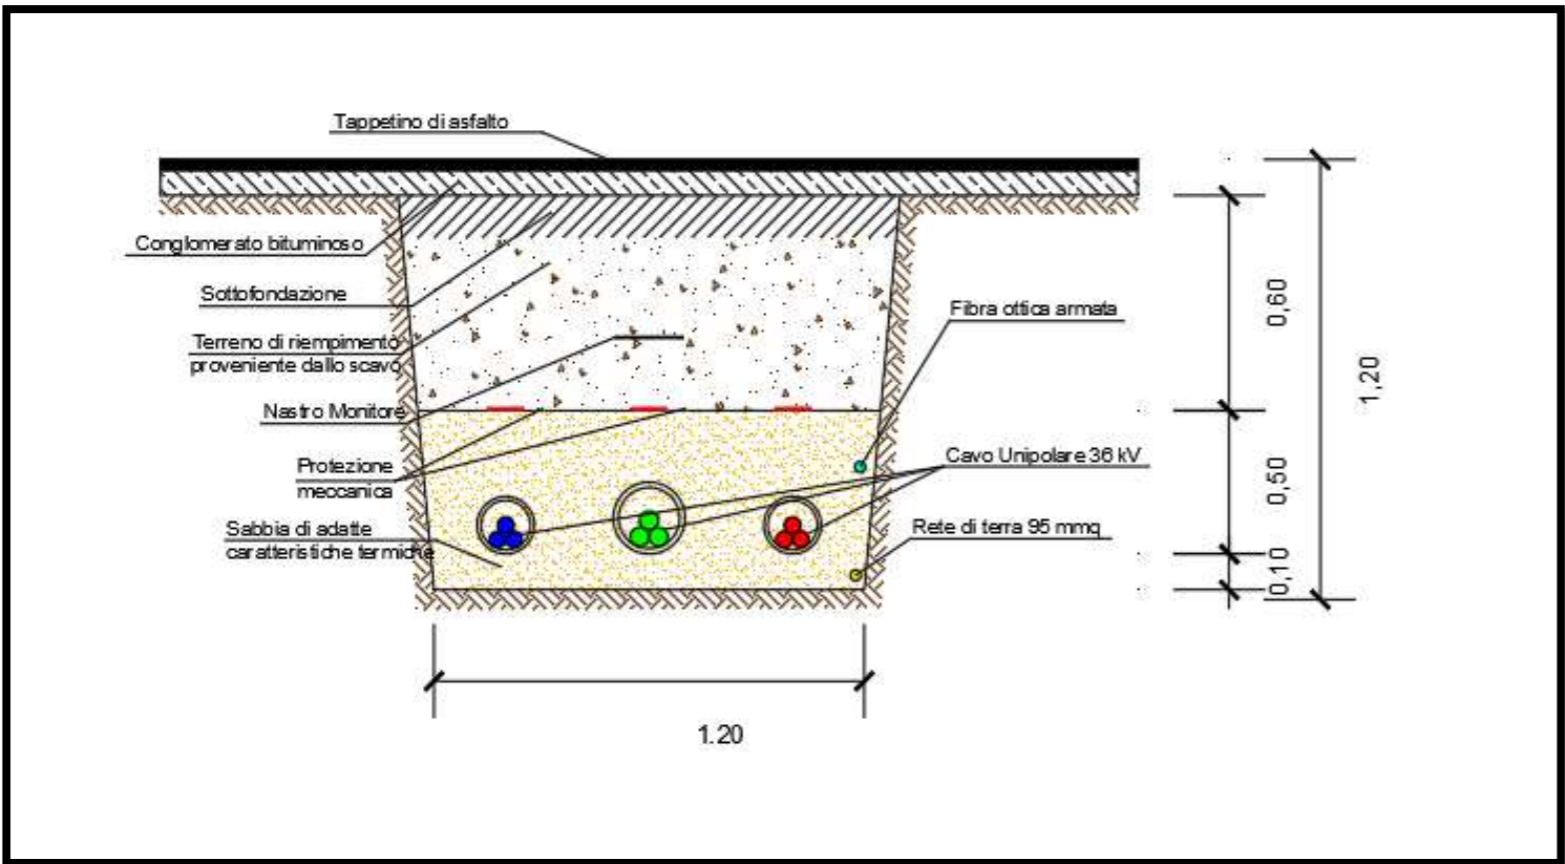 Tappetino di asfalto
Conglomerato bituminoso
Sottofondazione
Terreno di riempimento
proveniente dallo scavo
Nastro Monitore
Protezione
meccanica
Sabbia di adatte
caratteristiche termiche
Fibra ottica armata
Cavo Unipolare 36 kV
Rete di terra 95 mmq
0,60
0,50
0,10
1,20
1.20